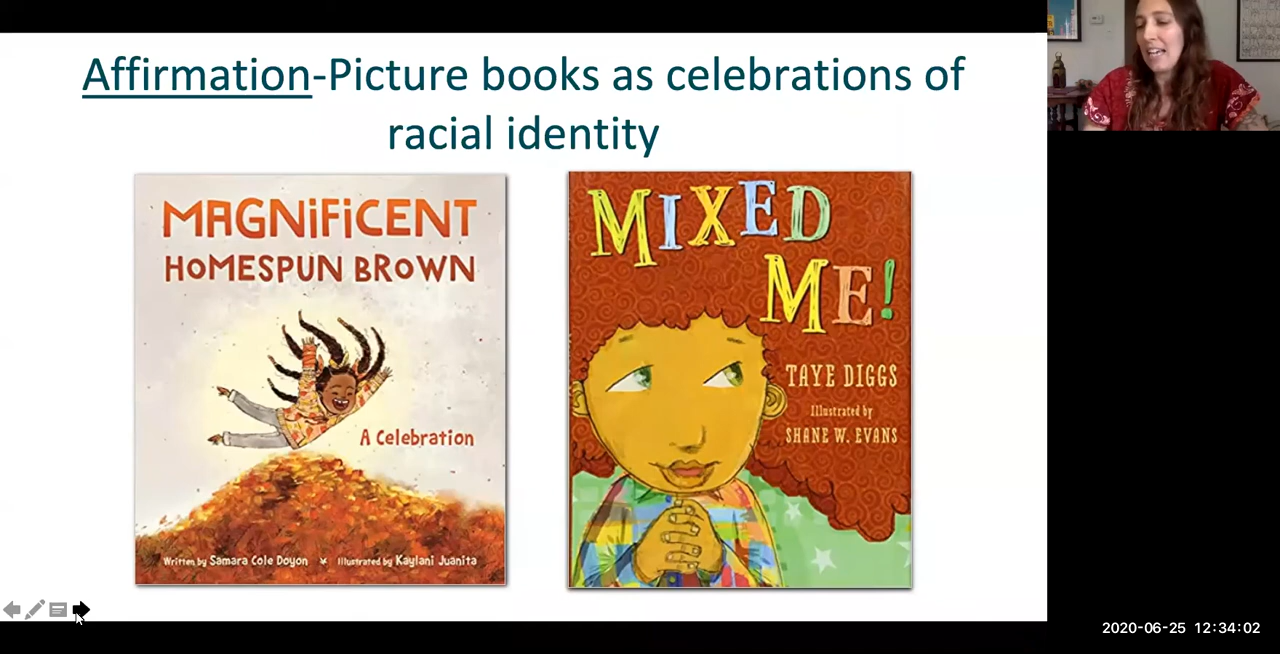 Affirmation-Picture books as celebrations of
racial identity
MAGNiFiCENT
HOMESPUN BROWN
A Celebration
Written by Samara Cole Doyon
Illustrated by Kaylani Juanita
MIXED
ME!
TAYE DIGGS
Illustrated by
SHANE W. EVANS
2020-06-25 12:34:02